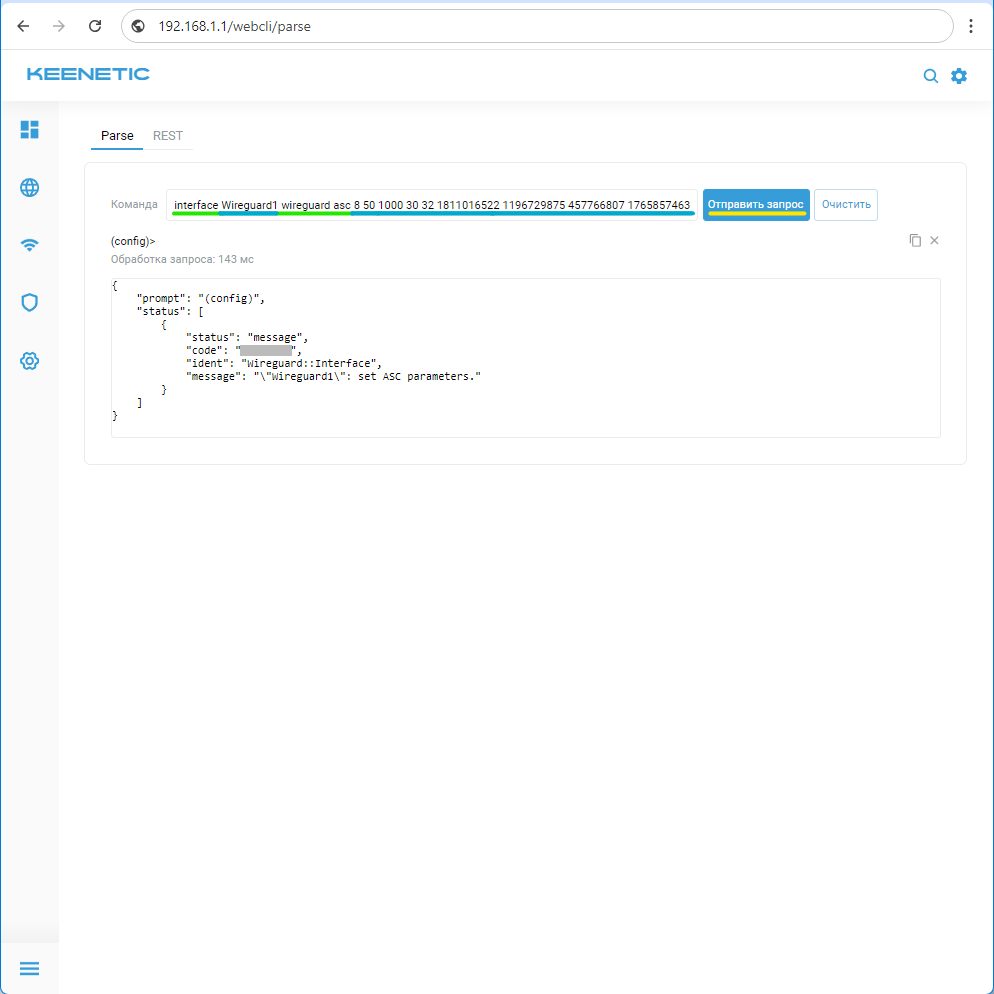 192.168.1.1/webcli/parse
KEENETIC
Parse REST
Команда interface Wireguard1 wireguard asc 8 50 1000 30 32 1811016522 1196729875 457766807 1765857463 Отправить запрос Очистить
(config)>
Обработка запроса: 143 мс
{
"prompt": "(config)",
"status": [
{
"status": "message",
"code": "",
"ident": "Wireguard::Interface",
"message": "\"Wireguard1\": set ASC parameters."
}
]
}